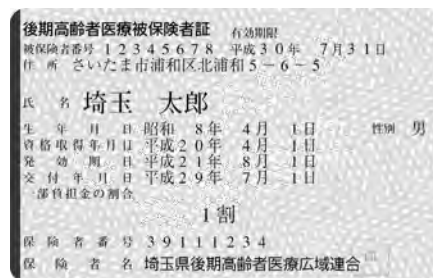 後期高齢者医療被保険者証 有効期限
被保険者番号 12345678 平成30年 7月31日
住所 さいたま市浦和区北浦和5-6-5
氏名 埼玉 太郎
生年月日 昭和 8年 4月 1日 性別 男
資格取得年月日 平成20年 4月 1日
発効期日 平成21年 8月 1日
交付年月日 平成29年 7月 1日
一部負担金の割合
1割
保険者番号 39111234
保険者名 埼玉県後期高齢者医療広域連合